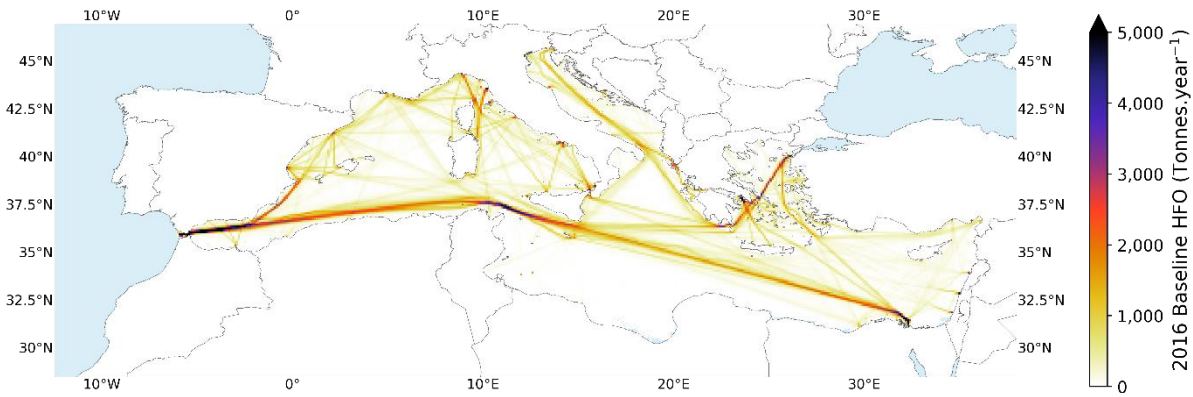 10°W 0° 10°E 20°E 30°E
45°N 45°N
42.5°N 42.5°N
40°N 40°N
37.5°N 37.5°N
35°N 35°N
32.5°N 32.5°N
30°N 30°N
10°W 0° 10°E 20°E 30°E
5,000
4,000
3,000
2,000
1,000
0
2016 Baseline HFO (Tonnes.year⁻¹)